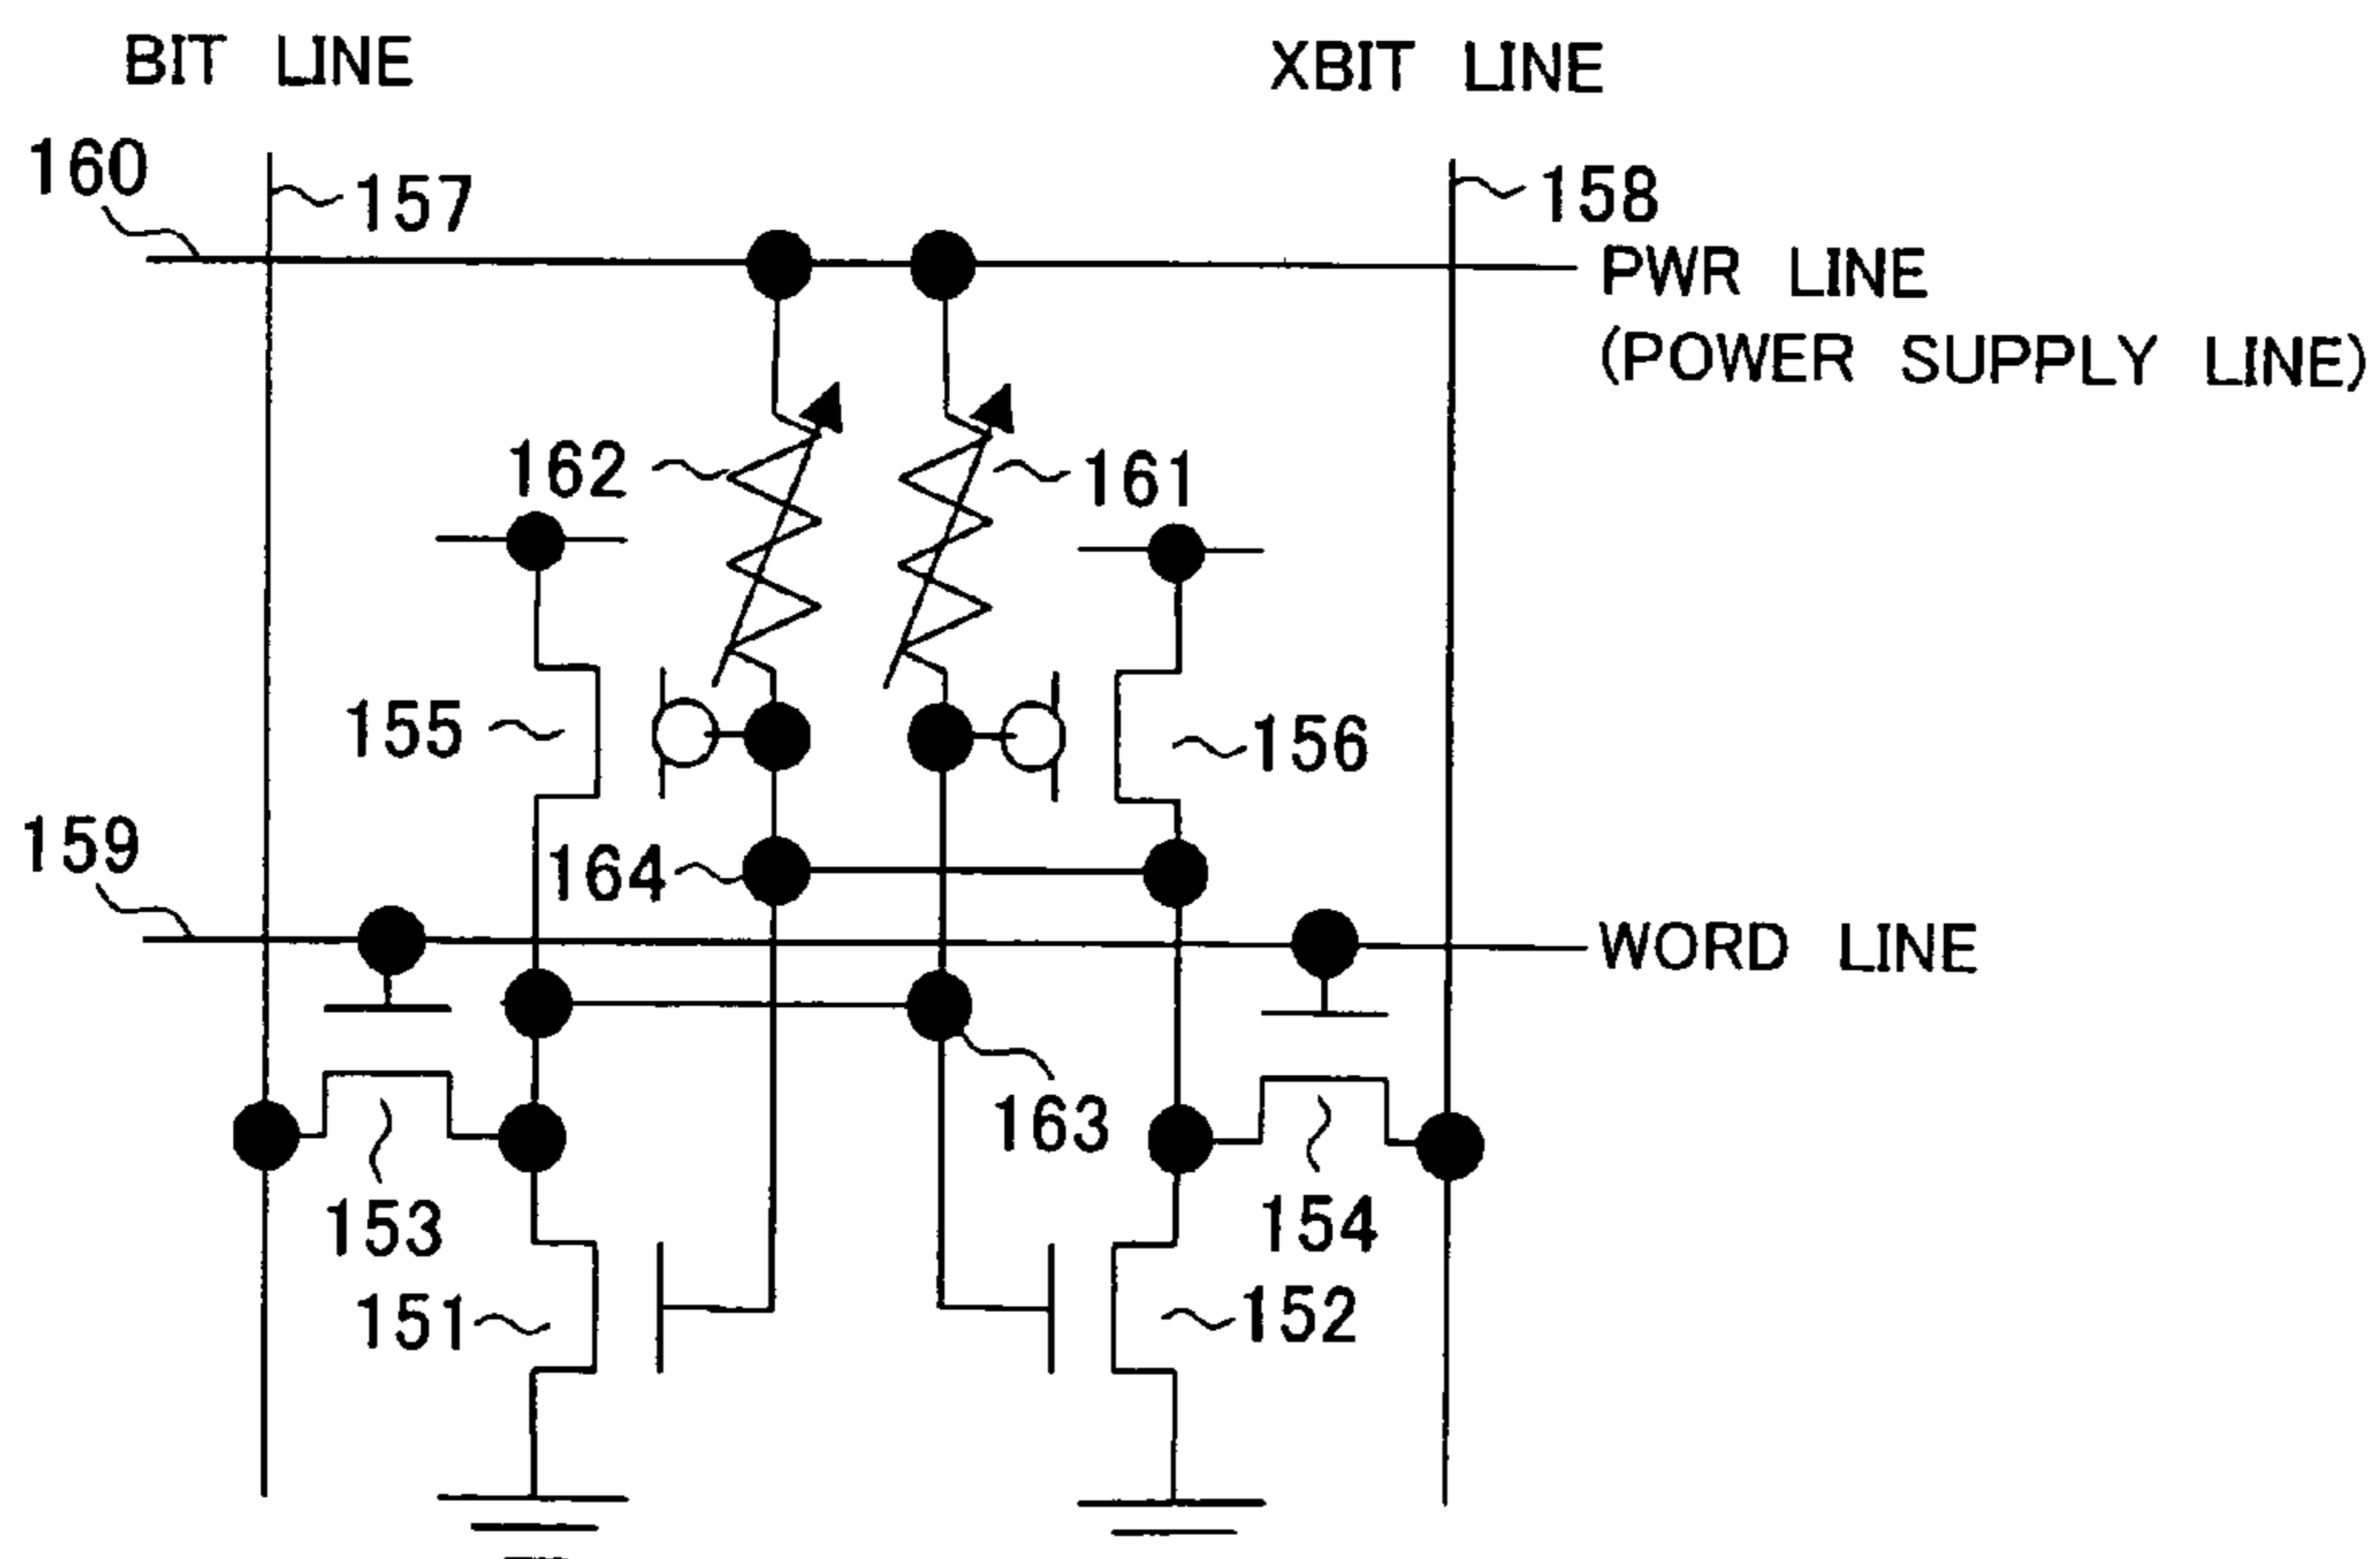 BIT LINE
XBIT LINE
160
157
158
PWR LINE
(POWER SUPPLY LINE)
162
161
155
156
159
164
WORD LINE
163
153
154
151
152